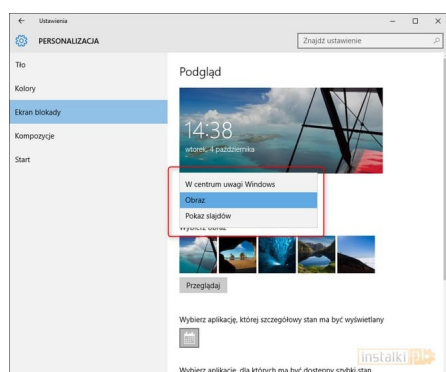 Ustawienia
PERSONALIZACJA
Znajdź ustawienie
Tło
Kolory
Ekran blokady
Kompozycje
Start
Podgląd
14:38
wtorek, 4 października
W centrum uwagi Windows
Obraz
Pokaz slajdów
Wybierz obraz
Przeglądaj
Wybierz aplikację, której szczegółowy stan ma być wyświetlany
Wybierz aplikacje, dla których ma być dostępny szybki stan
instalki pl